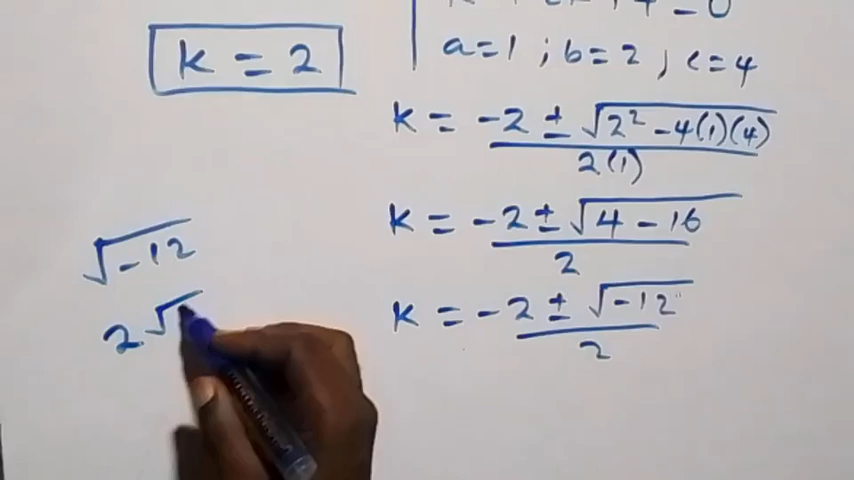 k = 2
a=1 ; b=2 , c=4
k = -2 ± √2² -4(1)(4)
2(1)
k = -2 ± √4 - 16
2
k = -2 ± √-12
2
√-12
2√